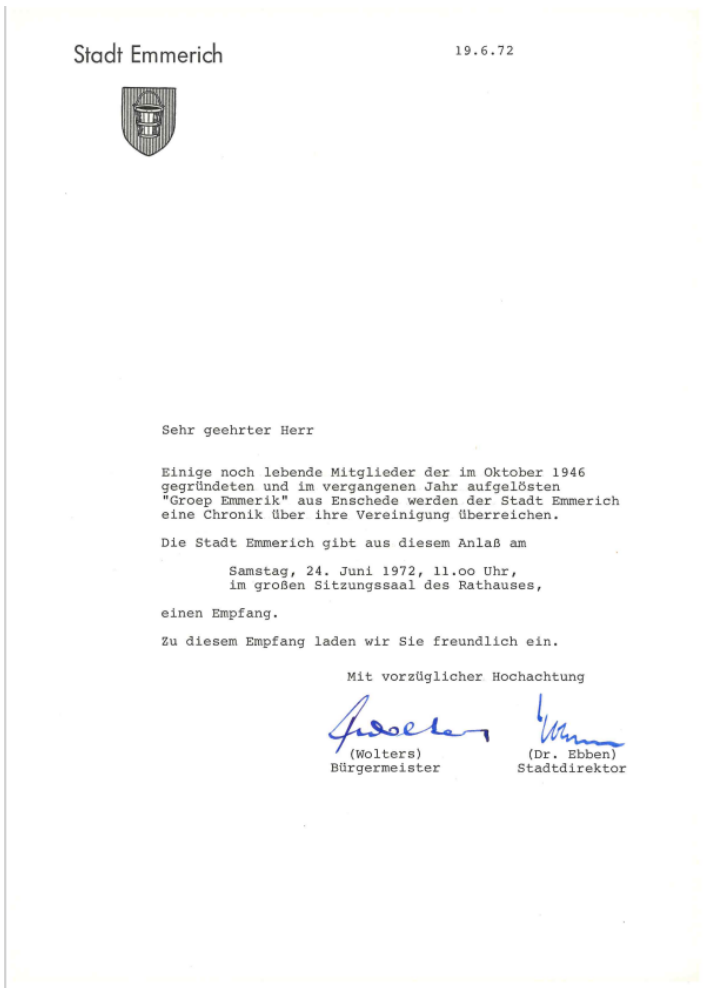 Stadt Emmerich
19.6.72
Sehr geehrter Herr
Einige noch lebende Mitglieder der im Oktober 1946
gegründeten und im vergangenen Jahr aufgelösten
"Groep Emmerik" aus Enschede werden der Stadt Emmerich
eine Chronik über ihre Vereinigung überreichen.
Die Stadt Emmerich gibt aus diesem Anlaß am
Samstag, 24. Juni 1972, 11.oo Uhr,
im großen Sitzungssaal des Rathauses,
einen Empfang.
Zu diesem Empfang laden wir Sie freundlich ein.
Mit vorzüglicher Hochachtung
(Wolters)
Bürgermeister
(Dr. Ebben)
Stadtdirektor